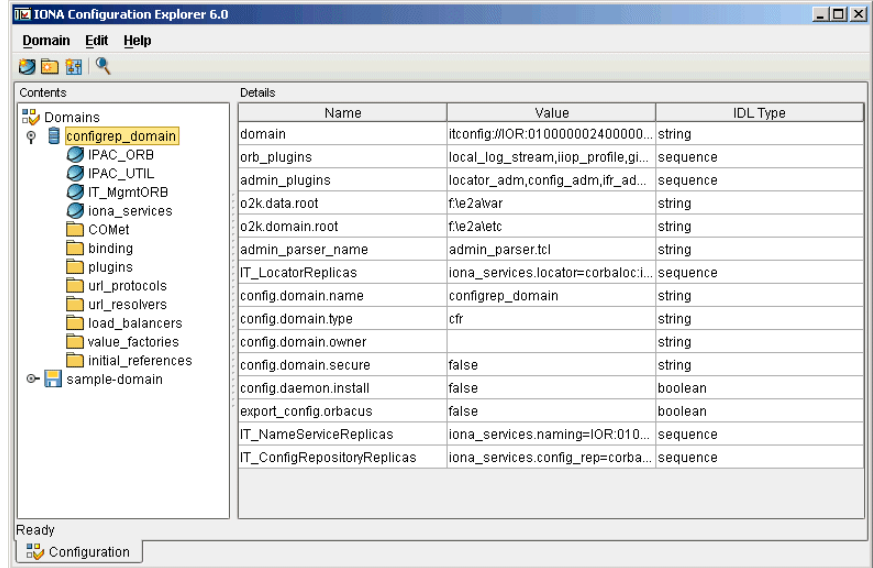 IONA Configuration Explorer 6.0
Domain Edit Help
Contents
Details
Domains
configrep_domain
IPAC_ORB
IPAC_UTIL
IT_MgmtORB
iona_services
COMet
binding
plugins
url_protocols
url_resolvers
load_balancers
value_factories
initial_references
sample-domain
Name Value IDL Type
domain itconfig://IOR:010000002400000... string
orb_plugins local_log_stream,iiop_profile,gi... sequence
admin_plugins locator_adm,config_adm,ifr_ad... sequence
o2k.data.root f:\e2a\var string
o2k.domain.root f:\e2a\etc string
admin_parser_name admin_parser.tcl string
IT_LocatorReplicas iona_services.locator=corbaloc:i... sequence
config.domain.name configrep_domain string
config.domain.type cfr string
config.domain.owner string
config.domain.secure false string
config.daemon.install false boolean
export_config.orbacus false boolean
IT_NameServiceReplicas iona_services.naming=IOR:010... sequence
IT_ConfigRepositoryReplicas iona_services.config_rep=corba... sequence
Ready
Configuration